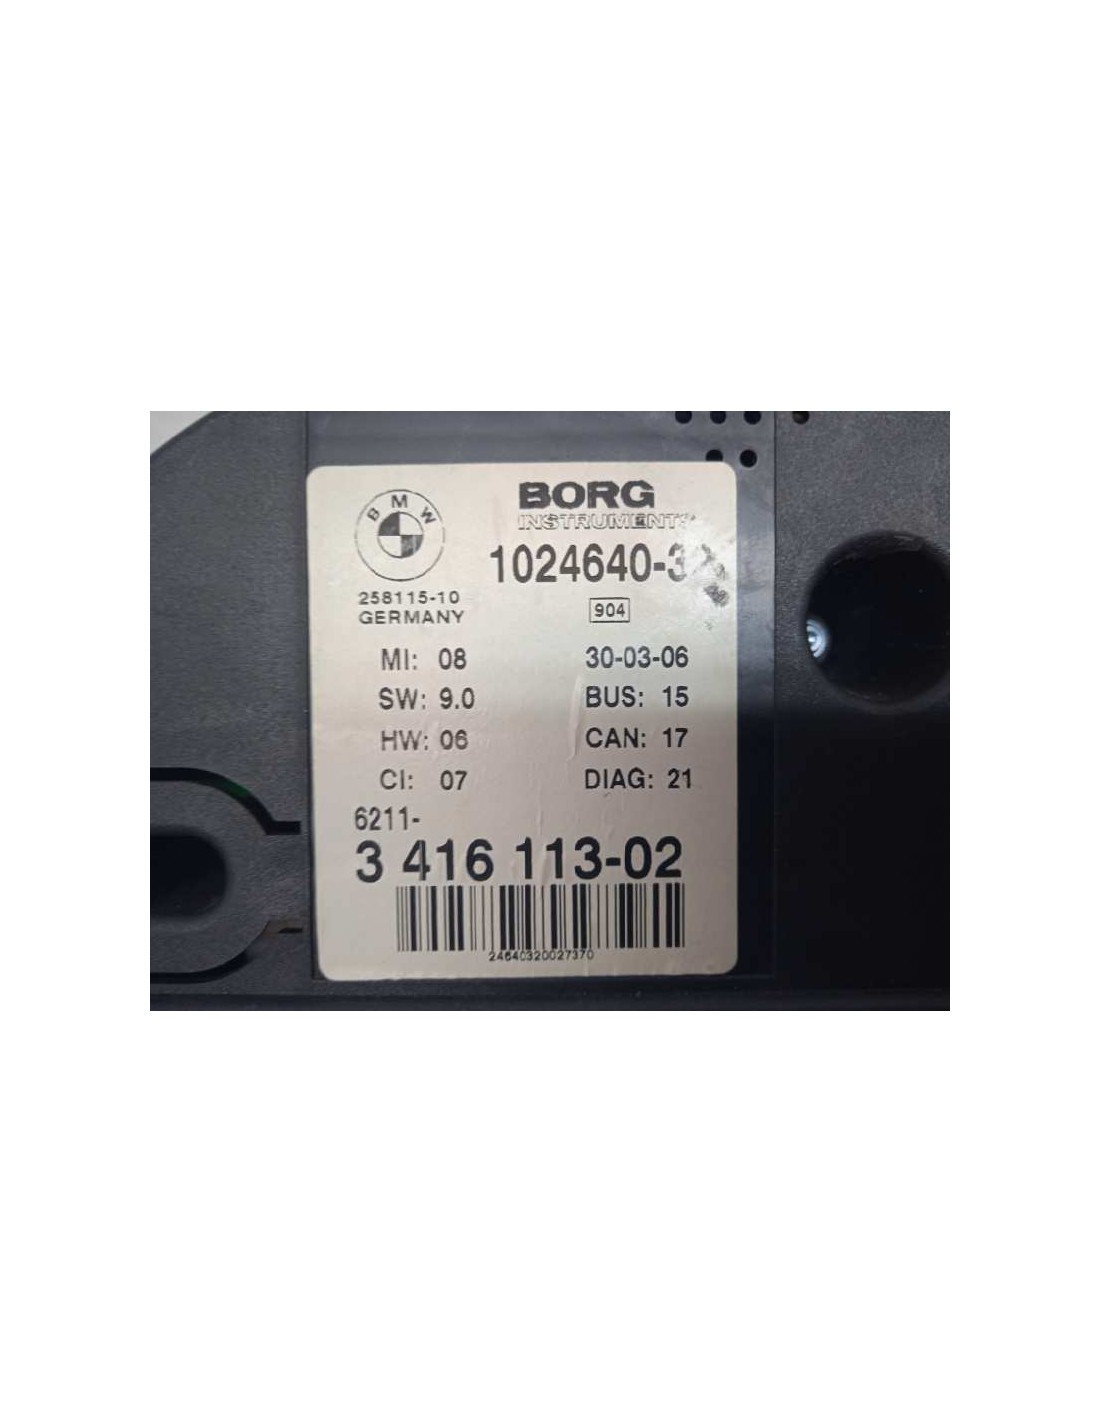 BMW
BORG
INSTRUMENTS
1024640-32
258115-10
GERMANY
904
MI: 08
30-03-06
SW: 9.0
BUS: 15
HW: 06
CAN: 17
CI: 07
DIAG: 21
6211-
3 416 113-02
24640320027370